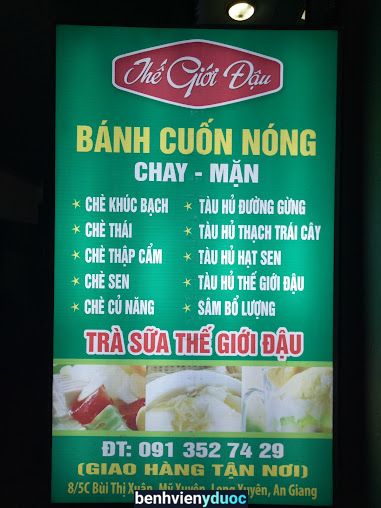 Thế Giới Đậu
BÁNH CUỐN NÓNG
CHAY - MẶN
CHÈ KHÚC BẠCH
CHÈ THÁI
CHÈ THẬP CẨM
CHÈ SEN
CHÈ CỦ NĂNG
TÀU HỦ ĐƯỜNG GỪNG
TÀU HỦ THẠCH TRÁI CÂY
TÀU HỦ HẠT SEN
TÀU HỦ THẾ GIỚI ĐẬU
SÂM BỔ LƯỢNG
TRÀ SỮA THẾ GIỚI ĐẬU
ĐT: 091 352 74 29
(GIAO HÀNG TẬN NƠI)
8/5C Bùi Thị Xuân, Mỹ Xuyên, Long Xuyên, An Giang
benhvienyduoc